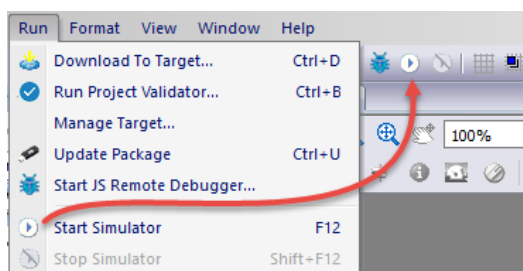 Run Format View Window Help
Download To Target... Ctrl+D
Run Project Validator... Ctrl+B
Manage Target...
Update Package Ctrl+U
Start JS Remote Debugger...
Start Simulator F12
Stop Simulator Shift+F12
100%